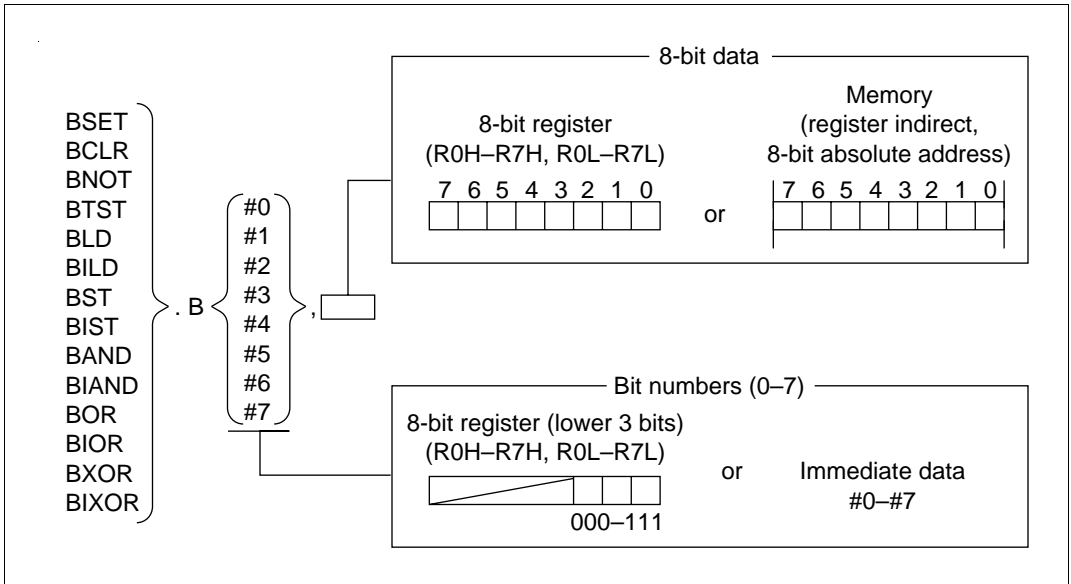 BSET
BCLR
BNOT
BTST
BLD
BILD
BST
BIST
BAND
BIAND
BOR
BIOR
BXOR
BIXOR
. B
#0
#1
#2
#3
#4
#5
#6
#7
,
8-bit data
8-bit register
(R0H–R7H, R0L–R7L)
7 6 5 4 3 2 1 0
or
Memory
(register indirect,
8-bit absolute address)
7 6 5 4 3 2 1 0
Bit numbers (0–7)
8-bit register (lower 3 bits)
(R0H–R7H, R0L–R7L)
000–111
or
Immediate data
#0–#7